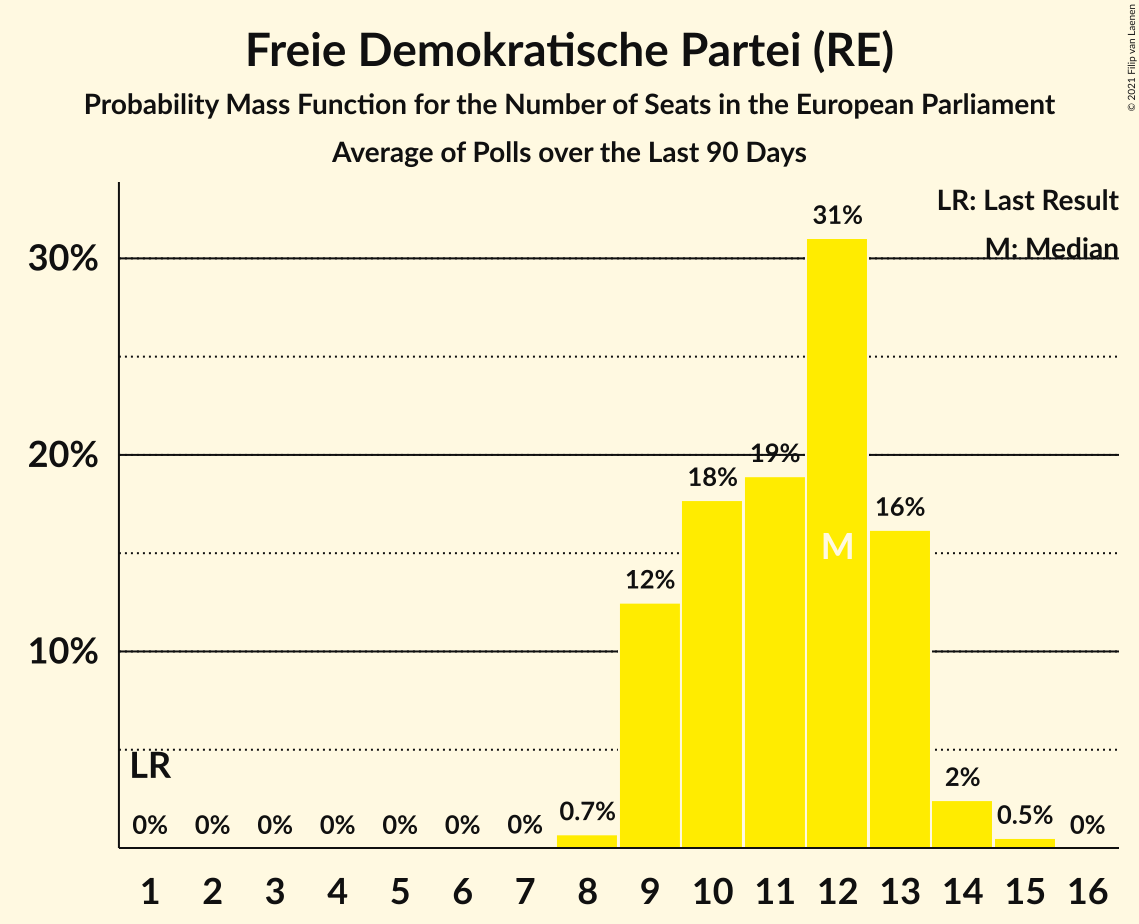 Freie Demokratische Partei (RE)
Probability Mass Function for the Number of Seats in the European Parliament
Average of Polls over the Last 90 Days
© 2021 Filip van Laenen
LR: Last Result
M: Median
30%
20%
10%
31%
19%
18%
16%
M
12%
LR
2%
0% 0% 0% 0% 0% 0% 0% 0.7% 0.5% 0%
1 2 3 4 5 6 7 8 9 10 11 12 13 14 15 16